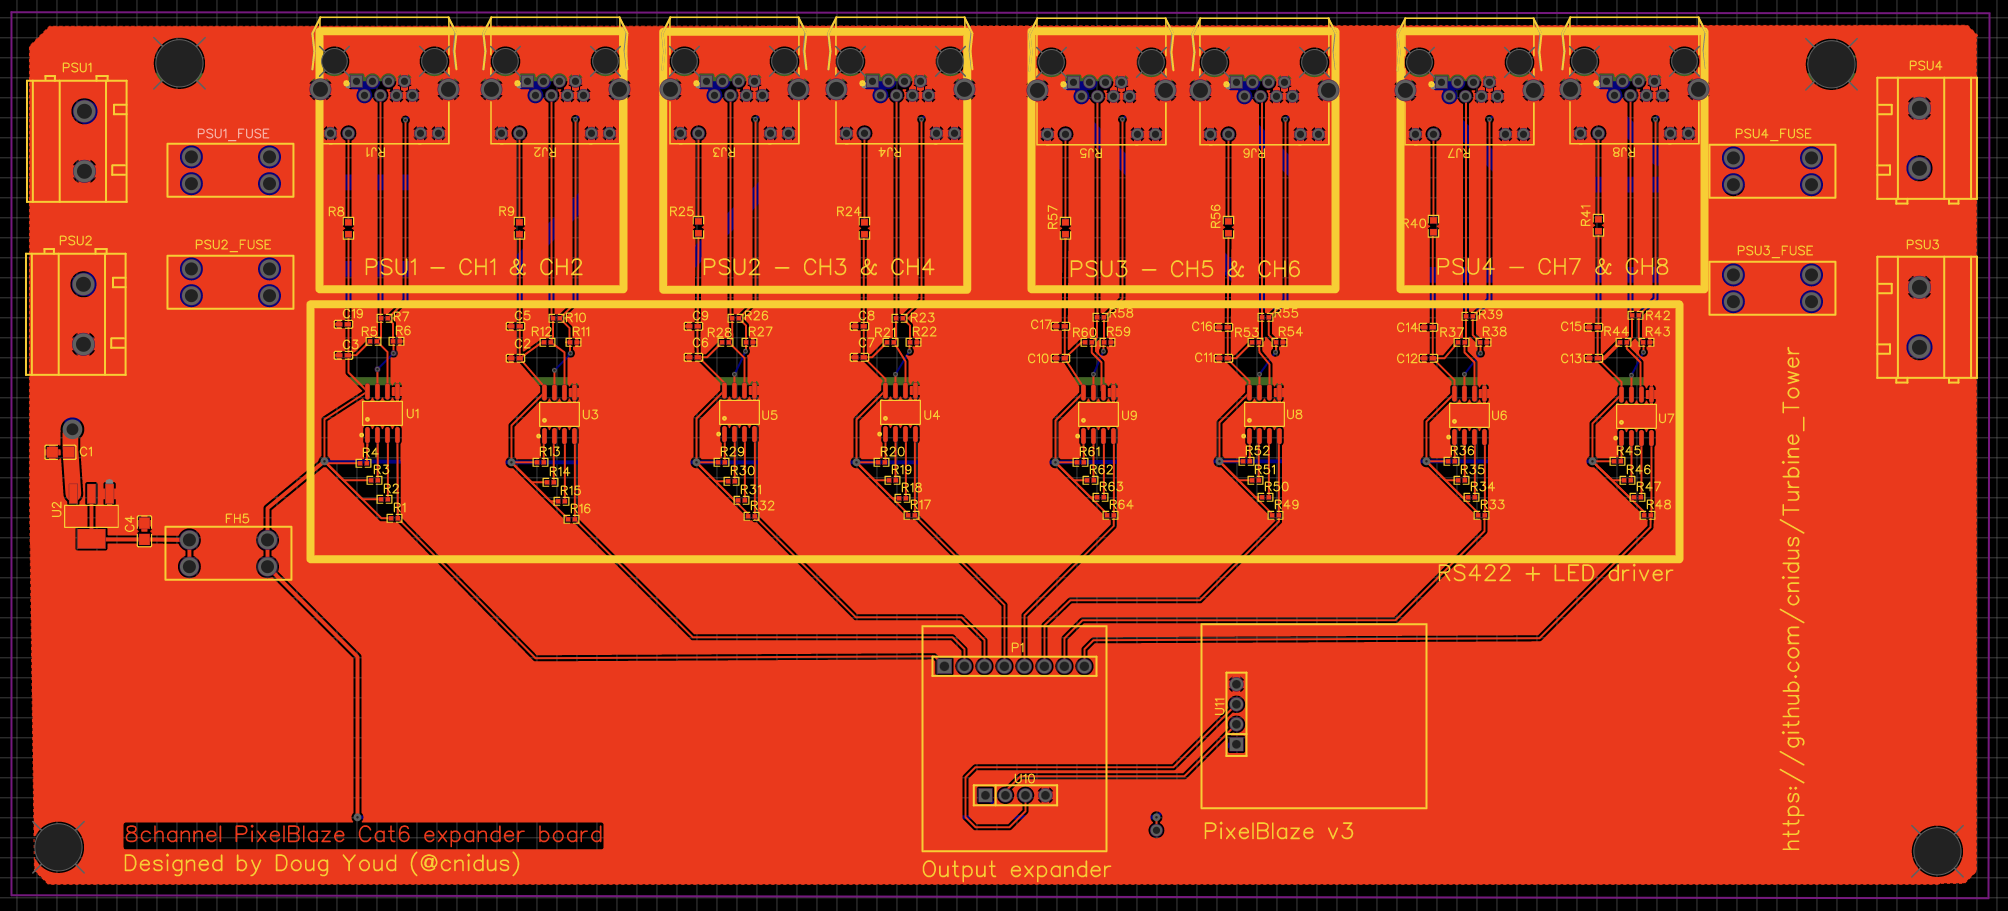 PSU1
PSU1_FUSE
PSU2
PSU2_FUSE
RJ1
RJ2
RJ3
RJ4
RJ5
RJ6
RJ7
RJ8
PSU4_FUSE
PSU4
PSU3_FUSE
PSU3
R8
R9
R25
R24
R57
R56
R40
R41
PSU1 - CH1 & CH2
PSU2 - CH3 & CH4
PSU3 - CH5 & CH6
PSU4 - CH7 & CH8
C19 R7
R5 R6
C3
C5 R10
R12 R11
C2
C9 R26
R28 R27
C6
C8 R23
R21 R22
C7
C17 R58
R60 R59
C10
C16 R55
R53 R54
C11
C14 R39
R37 R38
C12
C15 R42
R44 R43
C13
U1
U3
U5
U4
U9
U8
U6
U7
R4
R3
R2
R1
R13
R14
R15
R16
R29
R30
R31
R32
R20
R19
R18
R17
R61
R62
R63
R64
R52
R51
R50
R49
R36
R35
R34
R33
R45
R46
R47
R48
C1
U2
C4
FH5
RS422 + LED driver
https://github.com/cnidus/Turbine_Tower
P1
U11
U10
PixelBlaze v3
Output expander
8channel PixelBlaze Cat6 expander board
Designed by Doug Youd (@cnidus)